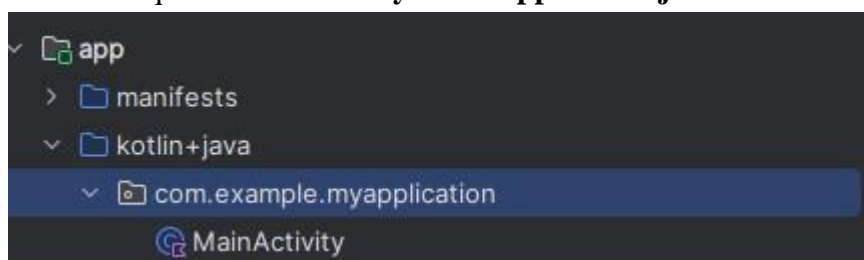 app
manifests
kotlin+java
com.example.myapplication
MainActivity